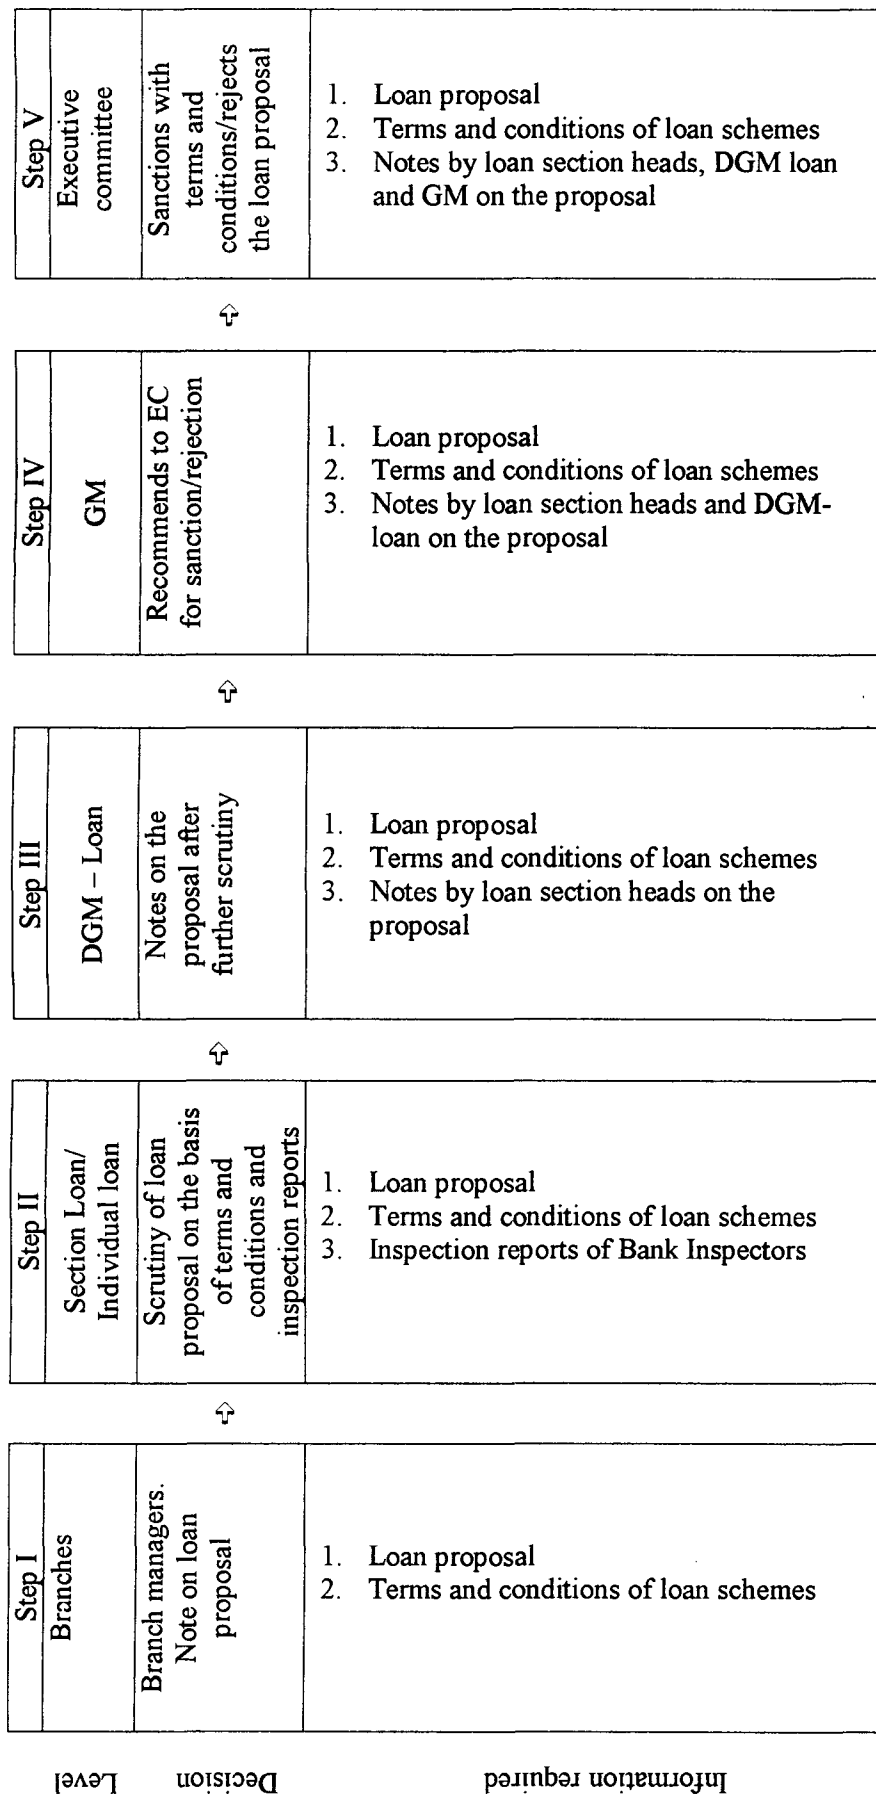 Step V
Executive
committee
Sanctions with
terms and
conditions/rejects
the loan proposal
1. Loan proposal
2. Terms and conditions of loan schemes
3. Notes by loan section heads, DGM loan
and GM on the proposal
Step IV
GM
Recommends to EC
for sanction/rejection
1. Loan proposal
2. Terms and conditions of loan schemes
3. Notes by loan section heads and DGM-
loan on the proposal
Step III
DGM – Loan
Notes on the
proposal after
further scrutiny
1. Loan proposal
2. Terms and conditions of loan schemes
3. Notes by loan section heads on the
proposal
Step II
Section Loan/
Individual loan
Scrutiny of loan
proposal on the basis
of terms and
conditions and
inspection reports
1. Loan proposal
2. Terms and conditions of loan schemes
3. Inspection reports of Bank Inspectors
Step I
Branches
Branch managers.
Note on loan
proposal
1. Loan proposal
2. Terms and conditions of loan schemes
Level
Decision
Information required